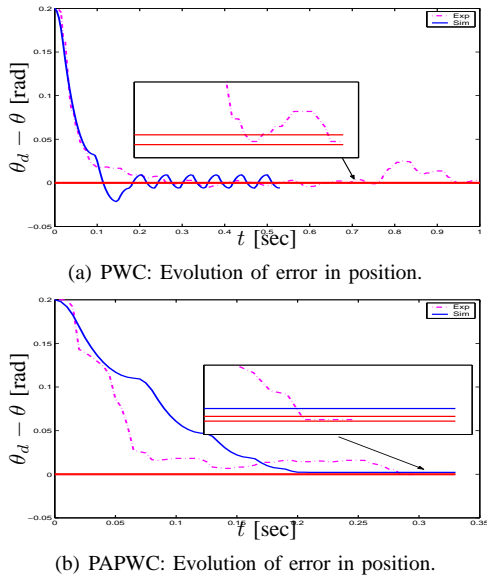 0.2
0.15
0.1
0.05
0
-0.05
θd − θ [rad]
Exp
Sim
0 0.1 0.2 0.3 0.4 0.5 0.6 0.7 0.8 0.9 1
t [sec]
(a) PWC: Evolution of error in position.
0.2
0.15
0.1
0.05
0
-0.05
θd − θ [rad]
Exp
Sim
0 0.05 0.1 0.15 0.2 0.25 0.3 0.35
t [sec]
(b) PAPWC: Evolution of error in position.